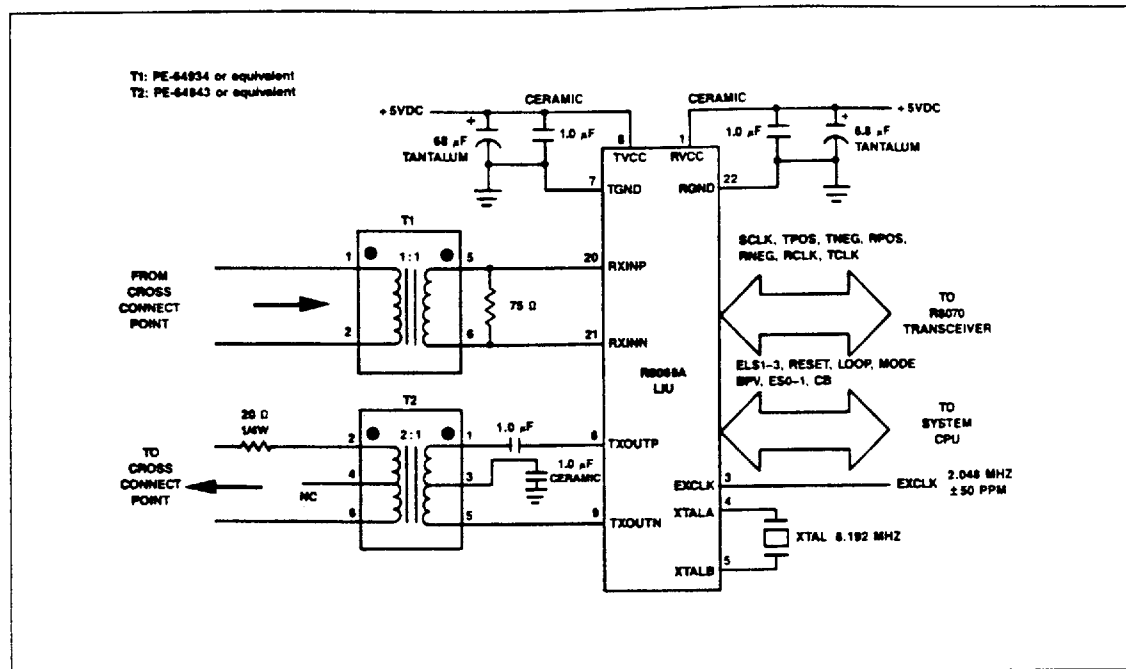 T1: PE-64934 or equivalent
T2: PE-64943 or equivalent
CERAMIC
CERAMIC
+5VDC
+5VDC
+
68 µF
TANTALUM
1.0 µF
8
TVCC
1
RVCC
1.0 µF
+
6.8 µF
TANTALUM
7
TGND
RGND
22
T1
1
1:1
5
2
6
FROM
CROSS
CONNECT
POINT
75 Ω
20
RXINP
21
RXINN
LIU
SCLK, TPOS, TNEG, RPOS,
RNEG, RCLK, TCLK
TO
R8070
TRANSCEIVER
ELS1-3, RESET, LOOP, MODE
BPV, ES0-1, CB
TO
SYSTEM
CPU
T2
1/4W
2
2:1
1
4
3
6
5
NC
TO
CROSS
CONNECT
POINT
1.0 µF
TXOUTP
1.0 µF
CERAMIC
9
TXOUTN
EXCLK
3
EXCLK
2.048 MHZ
±50 PPM
XTALA
4
XTALB
5
XTAL 8.192 MHZ